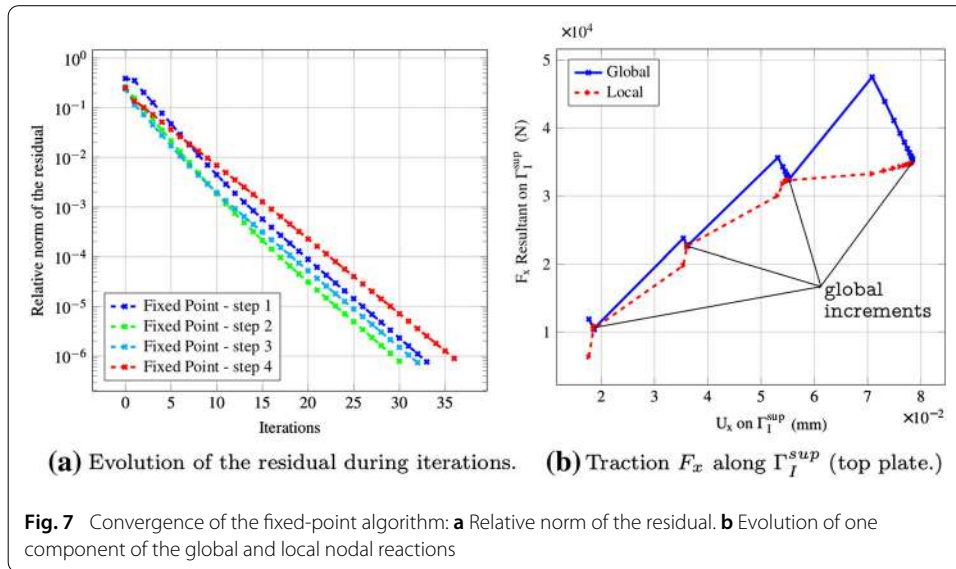 10^0
10^{-1}
10^{-2}
10^{-3}
10^{-4}
10^{-5}
10^{-6}
Relative norm of the residual
Fixed Point - step 1
Fixed Point - step 2
Fixed Point - step 3
Fixed Point - step 4
0 5 10 15 20 25 30 35
Iterations
(a) Evolution of the residual during iterations.
×10^4
5
4
3
2
1
F_x Resultant on Γ_I^{sup} (N)
Global
Local
global
increments
2 3 4 5 6 7 8
×10^{-2}
U_x on Γ_I^{sup} (mm)
(b) Traction F_x along Γ_I^{sup} (top plate.)
Fig. 7 Convergence of the fixed-point algorithm: a Relative norm of the residual. b Evolution of one
component of the global and local nodal reactions